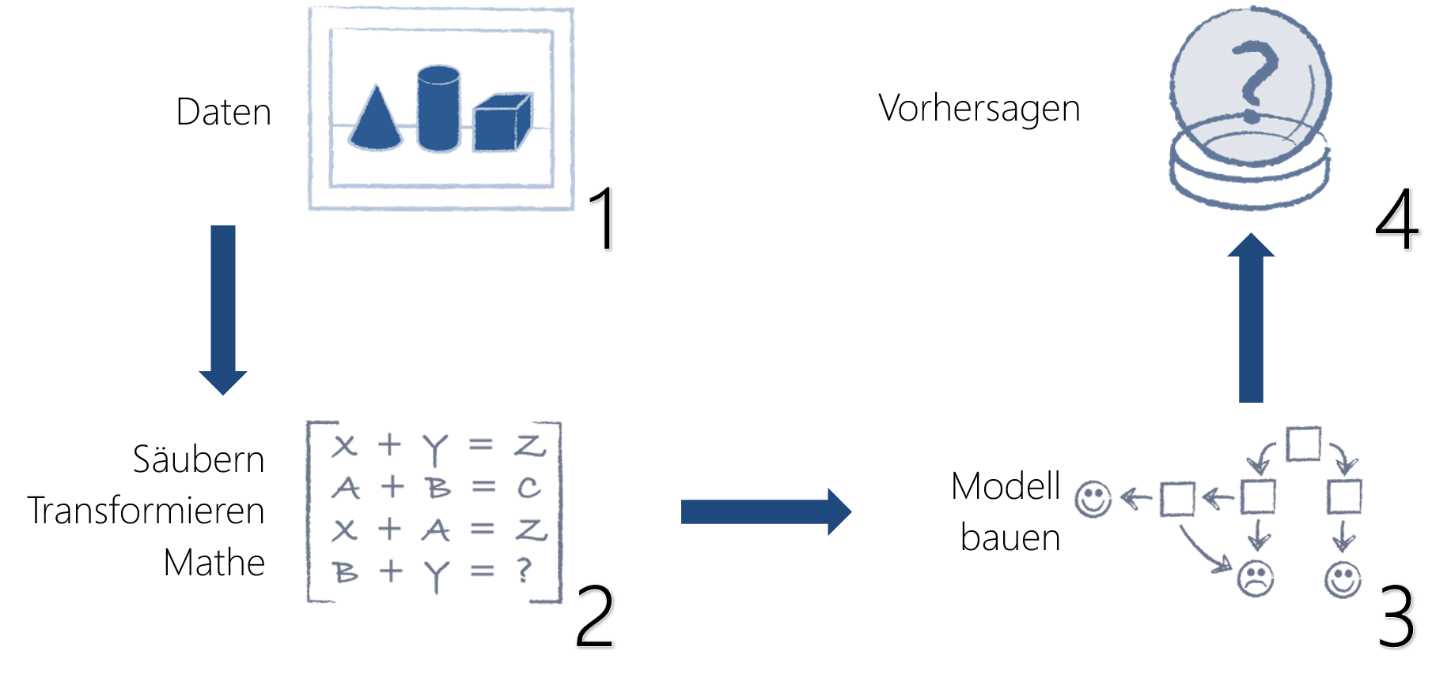 Daten
1
Säubern
Transformieren
Mathe
X + Y = Z
A + B = C
X + A = Z
B + Y = ?
2
Modell
bauen
3
Vorhersagen
?
4